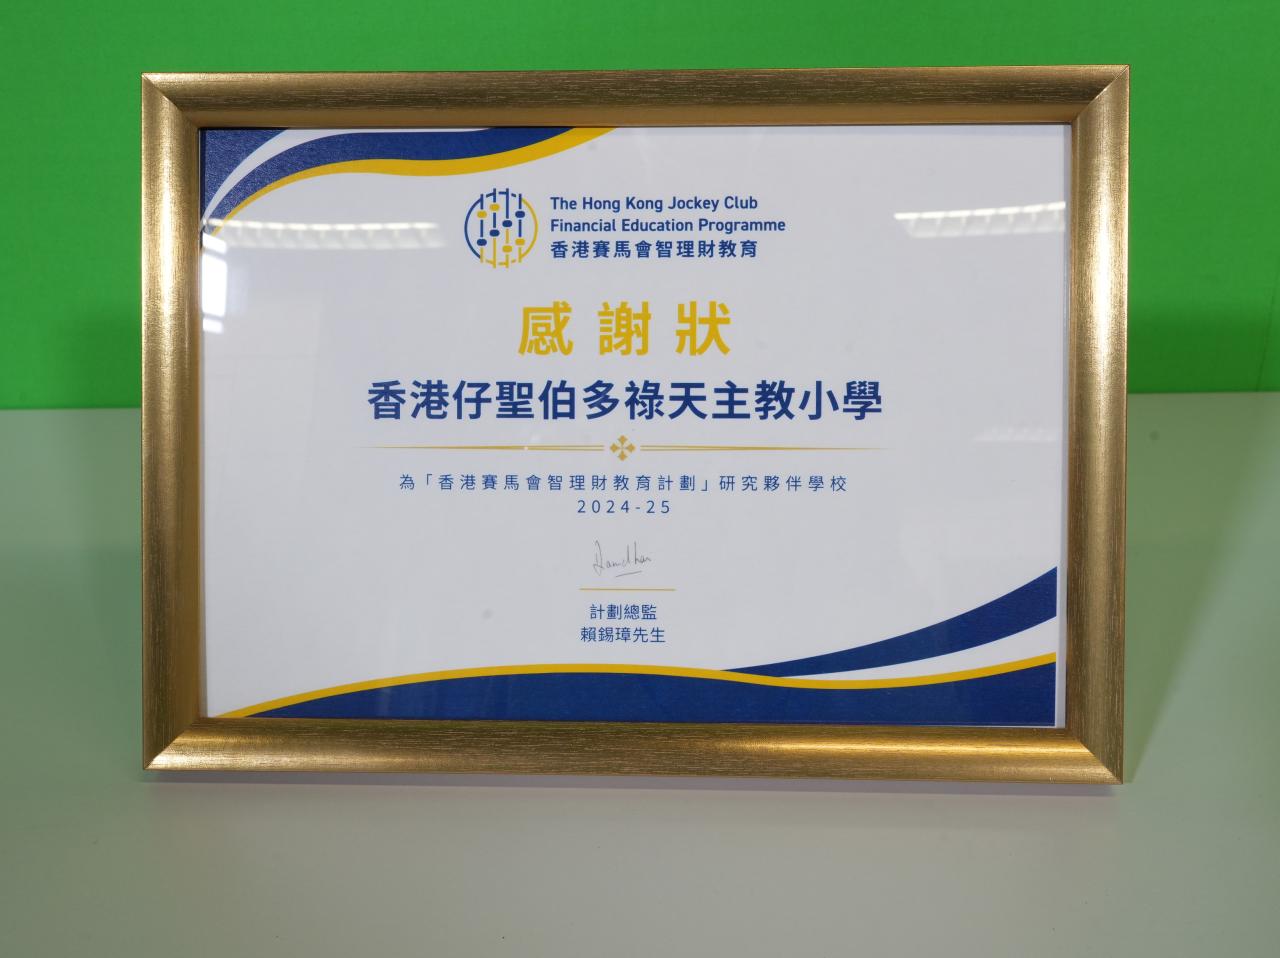 The Hong Kong Jockey Club
Financial Education Programme
香港賽馬會智理財教育
感謝狀
香港仔聖伯多祿天主教小學
為「香港賽馬會智理財教育計劃」研究夥伴學校
2024-25
計劃總監
賴錫璋先生